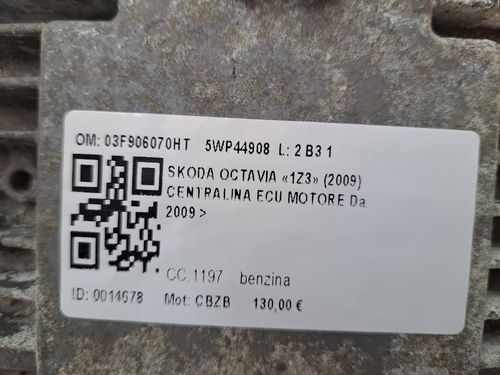 OM: 03F906070HT 5WP44908 L: 2 B3 1
SKODA OCTAVIA «1Z3» (2009)
CENTRALINA ECU MOTORE Da
2009 >
CC.1197 benzina
ID: 0014678 Mot: CBZB 130,00 €